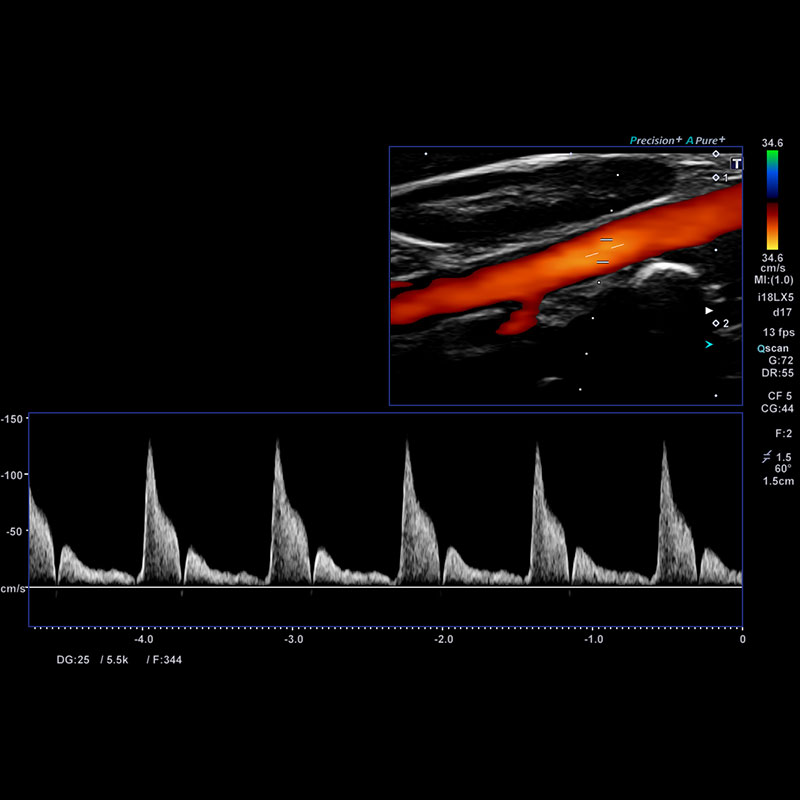 Precision+ A Pure+
34.6
T
1
2
34.6
cm/s
MI:(1.0)
i18LX5
d17
13 fps
Qscan
G:72
DR:55
CF 5
CG:44
F:2
1.5
60°
1.5cm
-150
-100
-50
cm/s
-4.0 -3.0 -2.0 -1.0 0
DG:25 / 5.5k / F:344